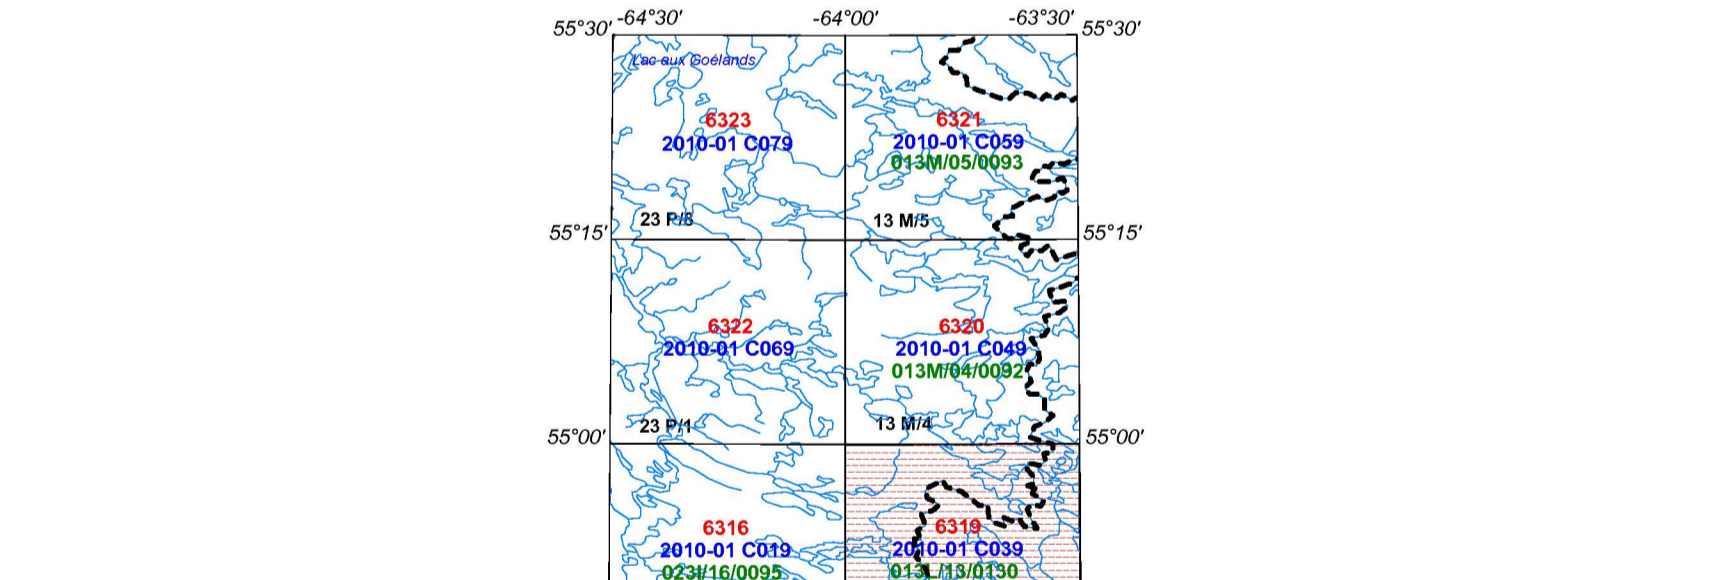 -64°30' -64°00' -63°30'
55°30' 55°30'
Lac aux Goélands
6323
2010-01 C079
6321
2010-01 C059
013M/05/0093
23 P/8
13 M/5
55°15' 55°15'
6322
2010-01 C069
6320
2010-01 C049
013M/04/0092
23 P/1
13 M/4
55°00' 55°00'
6316
2010-01 C019
023I/16/0095
6319
2010-01 C039
013L/13/0130